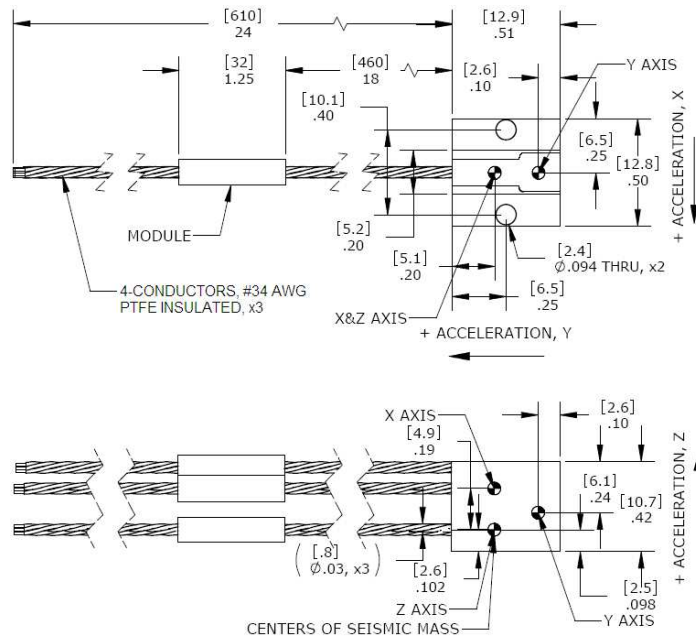 [610]
24
[12.9]
.51
[32]
1.25
[460]
18
[2.6]
.10
Y AXIS
[10.1]
.40
[6.5]
.25
[12.8]
.50
+ ACCELERATION, X
MODULE
[5.2]
.20
[5.1]
.20
[2.4]
Ø.094 THRU, x2
4-CONDUCTORS, #34 AWG
PTFE INSULATED, x3
[6.5]
.25
X&Z AXIS
+ ACCELERATION, Y
X AXIS
[4.9]
.19
[2.6]
.10
[6.1]
.24
[10.7]
.42
+ ACCELERATION, Z
[.8]
( Ø.03, x3 )
[2.6]
.102
[2.5]
.098
Z AXIS
Y AXIS
CENTERS OF SEISMIC MASS